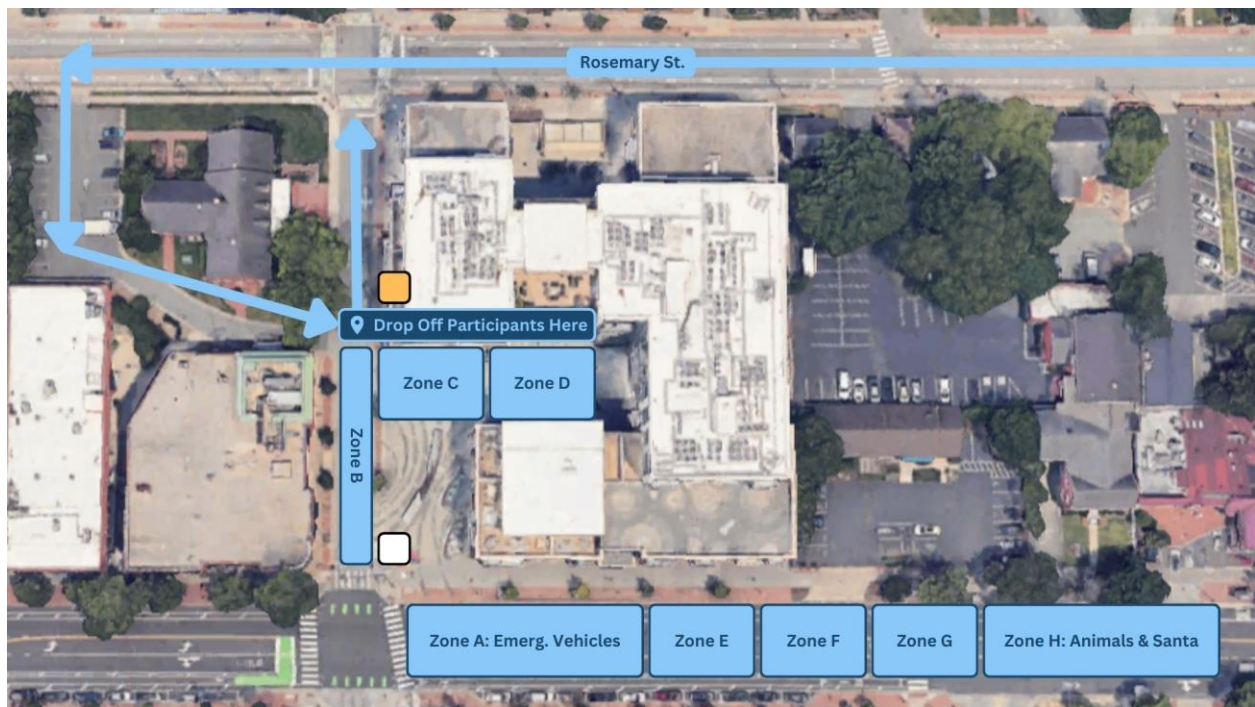 Rosemary St.
Drop Off Participants Here
Zone C
Zone D
Zone B
Zone A: Emerg. Vehicles
Zone E
Zone F
Zone G
Zone H: Animals & Santa